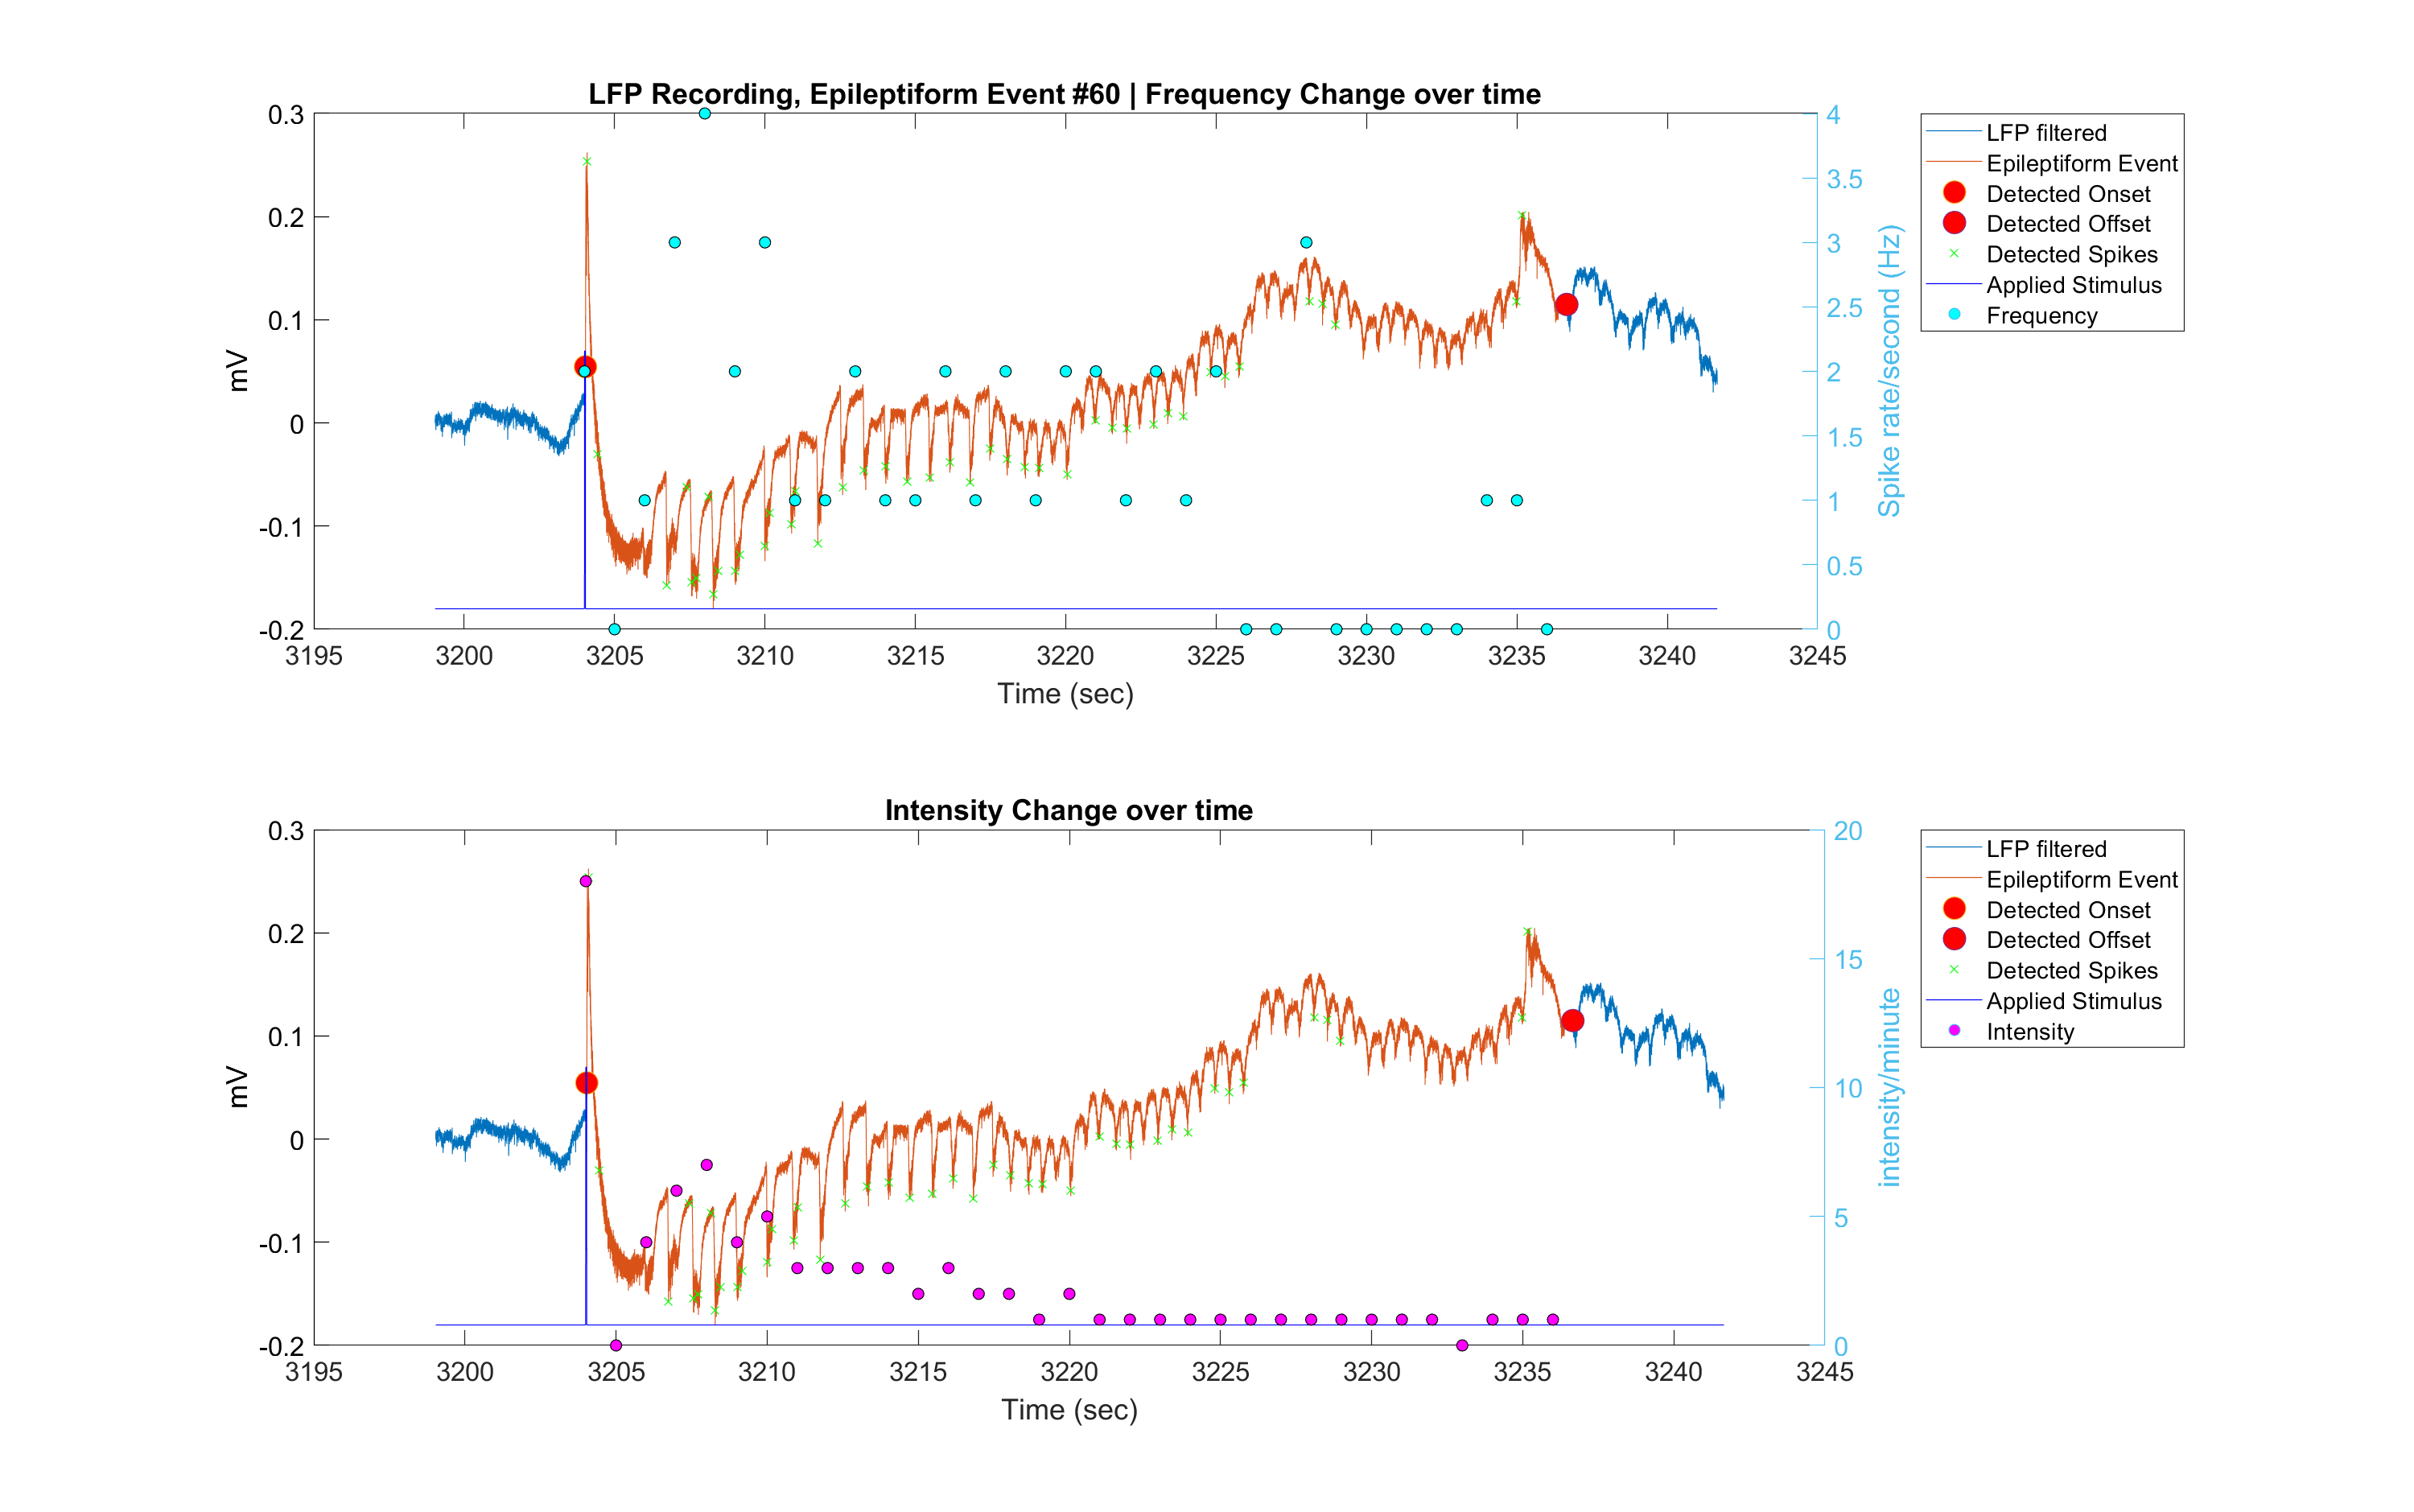 LFP Recording, Epileptiform Event #60 | Frequency Change over time
0.3
0.2
0.1
0
-0.1
-0.2
mV
4
3.5
3
2.5
2
1.5
1
0.5
0
Spike rate/second (Hz)
3195 3200 3205 3210 3215 3220 3225 3230 3235 3240 3245
Time (sec)
LFP filtered
Epileptiform Event
Detected Onset
Detected Offset
Detected Spikes
Applied Stimulus
Frequency
Intensity Change over time
0.3
0.2
0.1
0
-0.1
-0.2
mV
20
15
10
5
0
intensity/minute
3195 3200 3205 3210 3215 3220 3225 3230 3235 3240 3245
Time (sec)
LFP filtered
Epileptiform Event
Detected Onset
Detected Offset
Detected Spikes
Applied Stimulus
Intensity